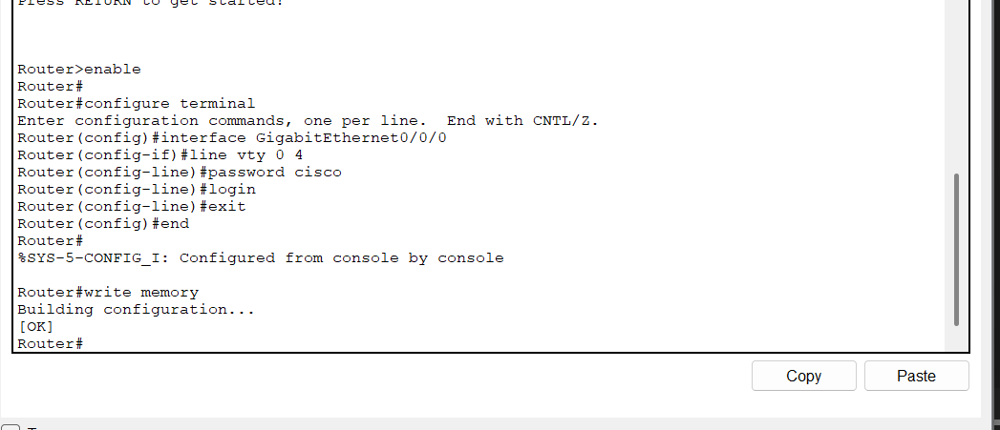 Press RETURN to get started!
Router>enable
Router#
Router#configure terminal
Enter configuration commands, one per line.  End with CNTL/Z.
Router(config)#interface GigabitEthernet0/0/0
Router(config-if)#line vty 0 4
Router(config-line)#password cisco
Router(config-line)#login
Router(config-line)#exit
Router(config)#end
Router#
%SYS-5-CONFIG_I: Configured from console by console
Router#write memory
Building configuration...
[OK]
Router#
Copy
Paste